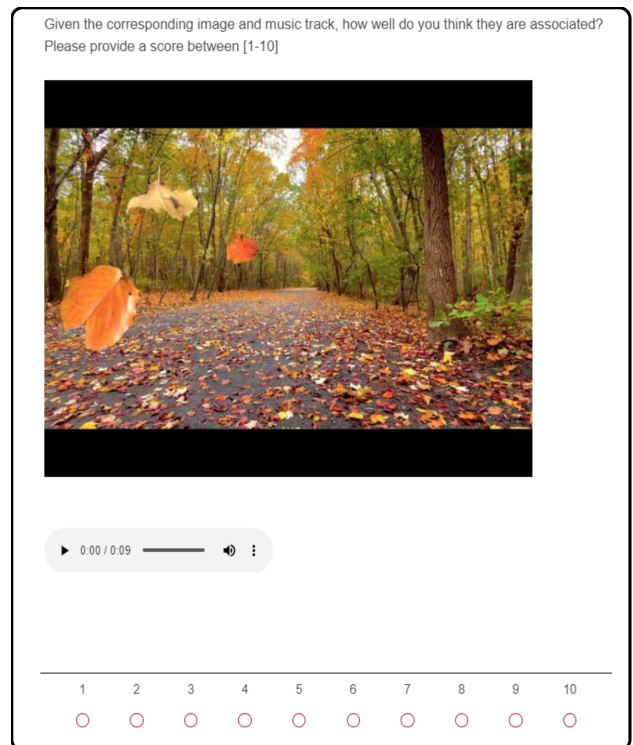 Given the corresponding image and music track, how well do you think they are associated?
Please provide a score between [1-10]
0:00 / 0:09
1 2 3 4 5 6 7 8 9 10